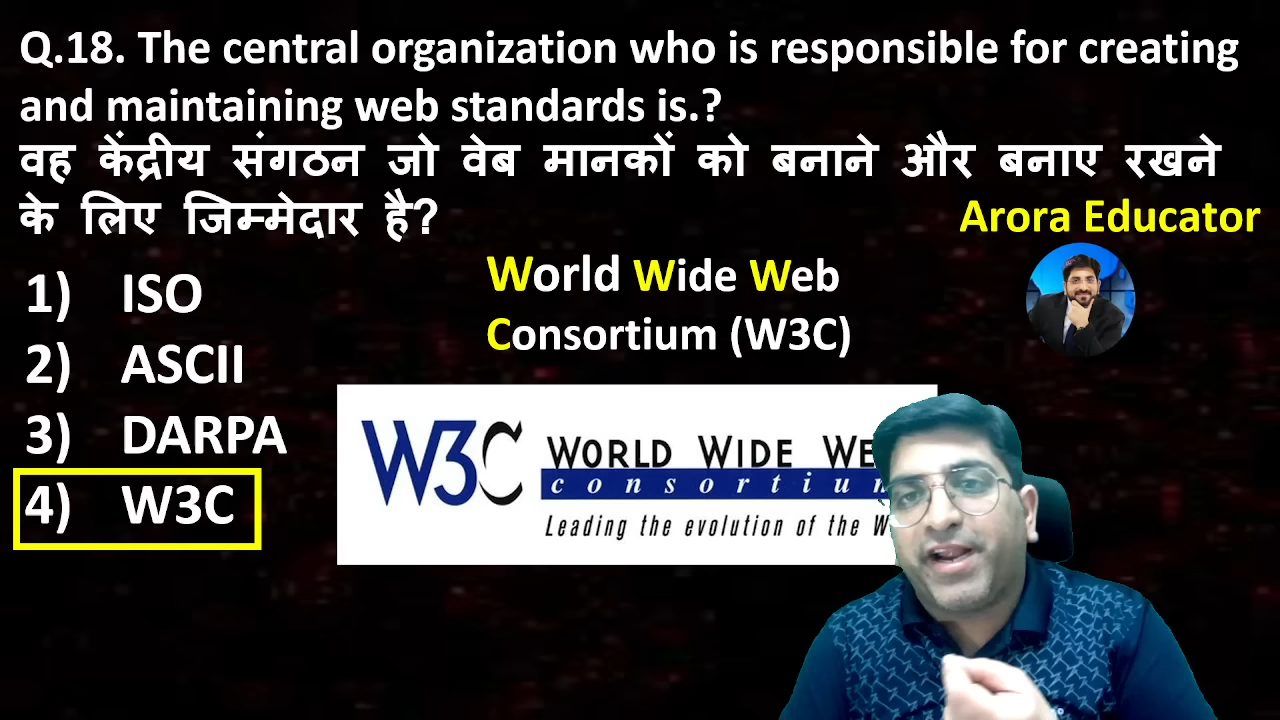 Q.18. The central organization who is responsible for creating
and maintaining web standards is.?
वह केंद्रीय संगठन जो वेब मानकों को बनाने और बनाए रखने
के लिए जिम्मेदार है?
Arora Educator
1) ISO
2) ASCII
3) DARPA
4) W3C
World Wide Web
Consortium (W3C)
W3C WORLD WIDE WE
consortium
Leading the evolution of the W